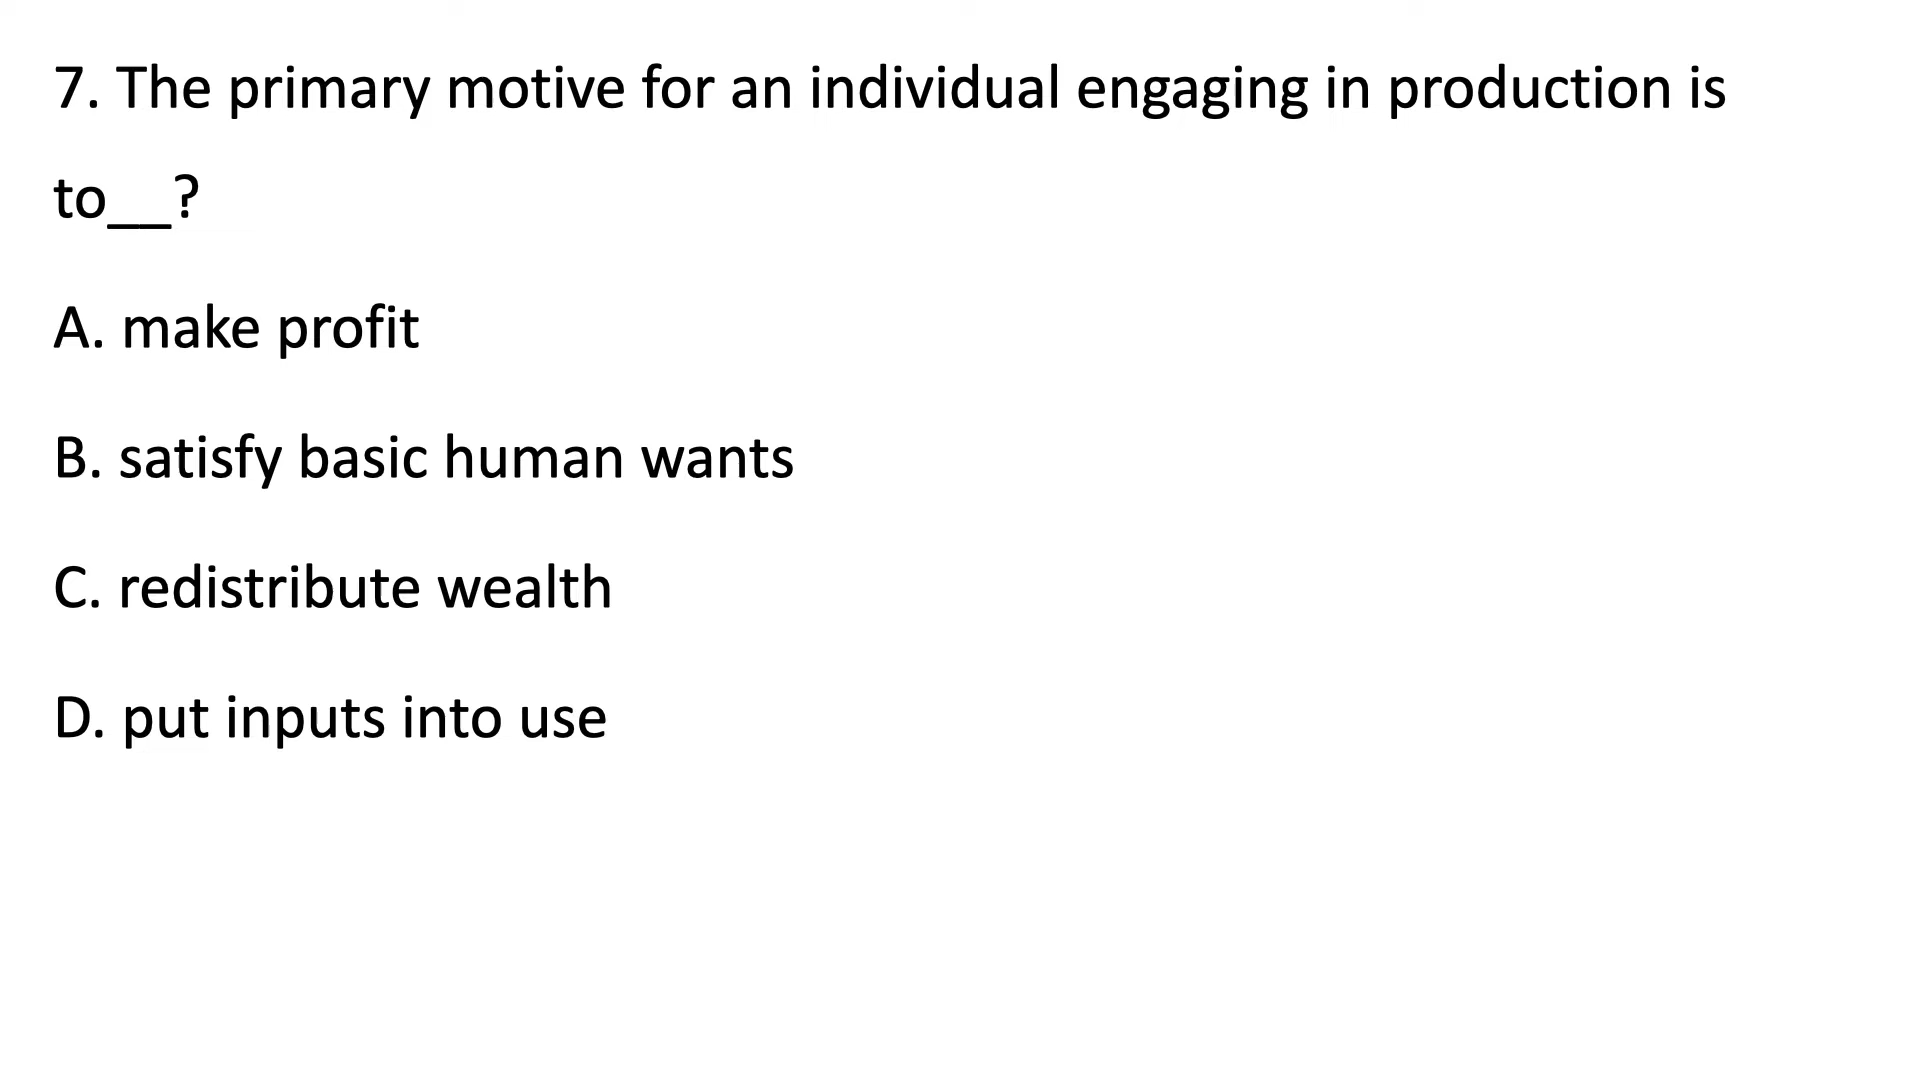 7. The primary motive for an individual engaging in production is
to__?
A. make profit
B. satisfy basic human wants
C. redistribute wealth
D. put inputs into use